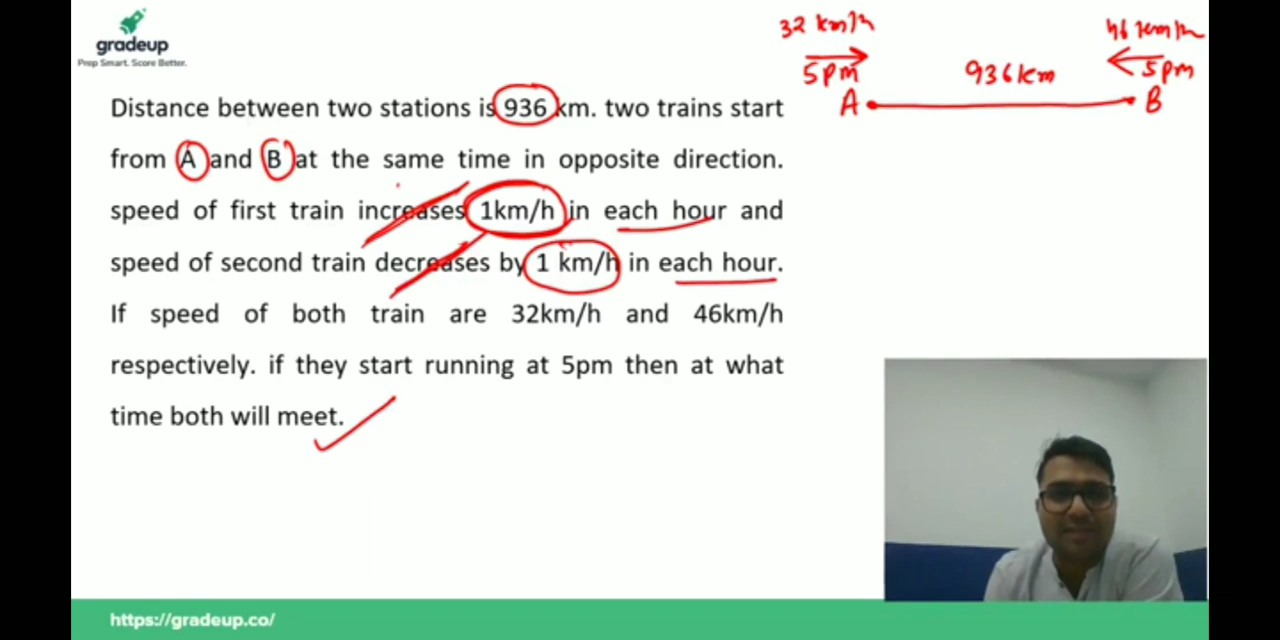 gradeup
Prep Smart. Score Better.
32 km/h
46 km/h
5pm
936 km
5pm
A
B
Distance between two stations is 936 km. two trains start
from A and B at the same time in opposite direction.
speed of first train increases 1km/h in each hour and
speed of second train decreases by 1 km/h in each hour.
If speed of both train are 32km/h and 46km/h
respectively. if they start running at 5pm then at what
time both will meet.
https://gradeup.co/